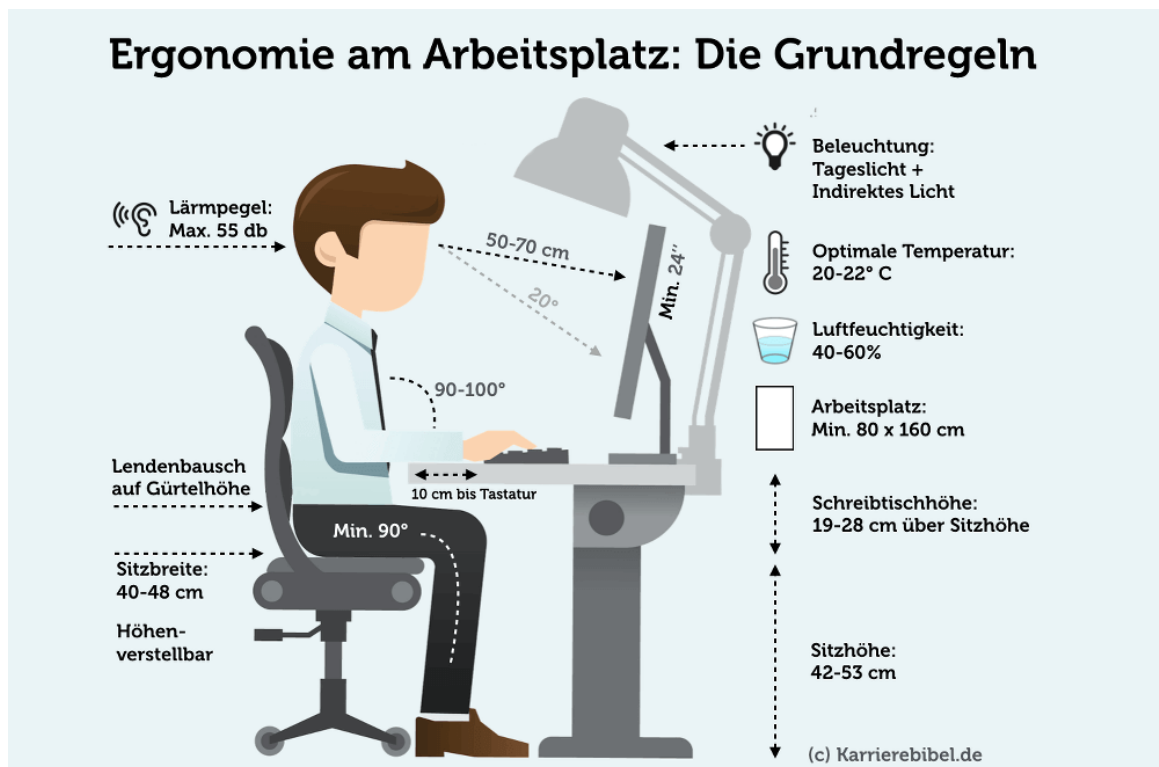 Ergonomie am Arbeitsplatz: Die Grundregeln
Beleuchtung:
Tageslicht +
Indirektes Licht
Lärmpegel:
Max. 55 db
50-70 cm
20°
Min. 24″
Optimale Temperatur:
20-22° C
Luftfeuchtigkeit:
40-60%
90-100°
Arbeitsplatz:
Min. 80 x 160 cm
Lendenbausch
auf Gürtelhöhe
10 cm bis Tastatur
Schreibtischhöhe:
19-28 cm über Sitzhöhe
Min. 90°
Sitzbreite:
40-48 cm
Höhen-
verstellbar
Sitzhöhe:
42-53 cm
(c) Karrierebibel.de